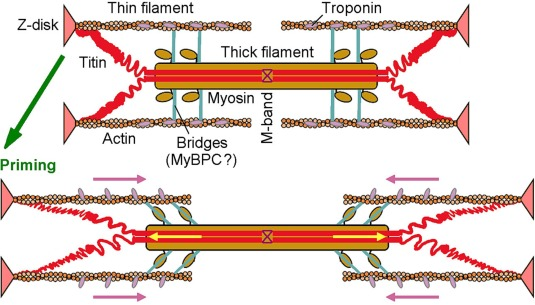 Thin filament
Troponin
Z-disk
Titin
Thick filament
Myosin
M-band
Actin
Bridges
(MyBPC?)
Priming